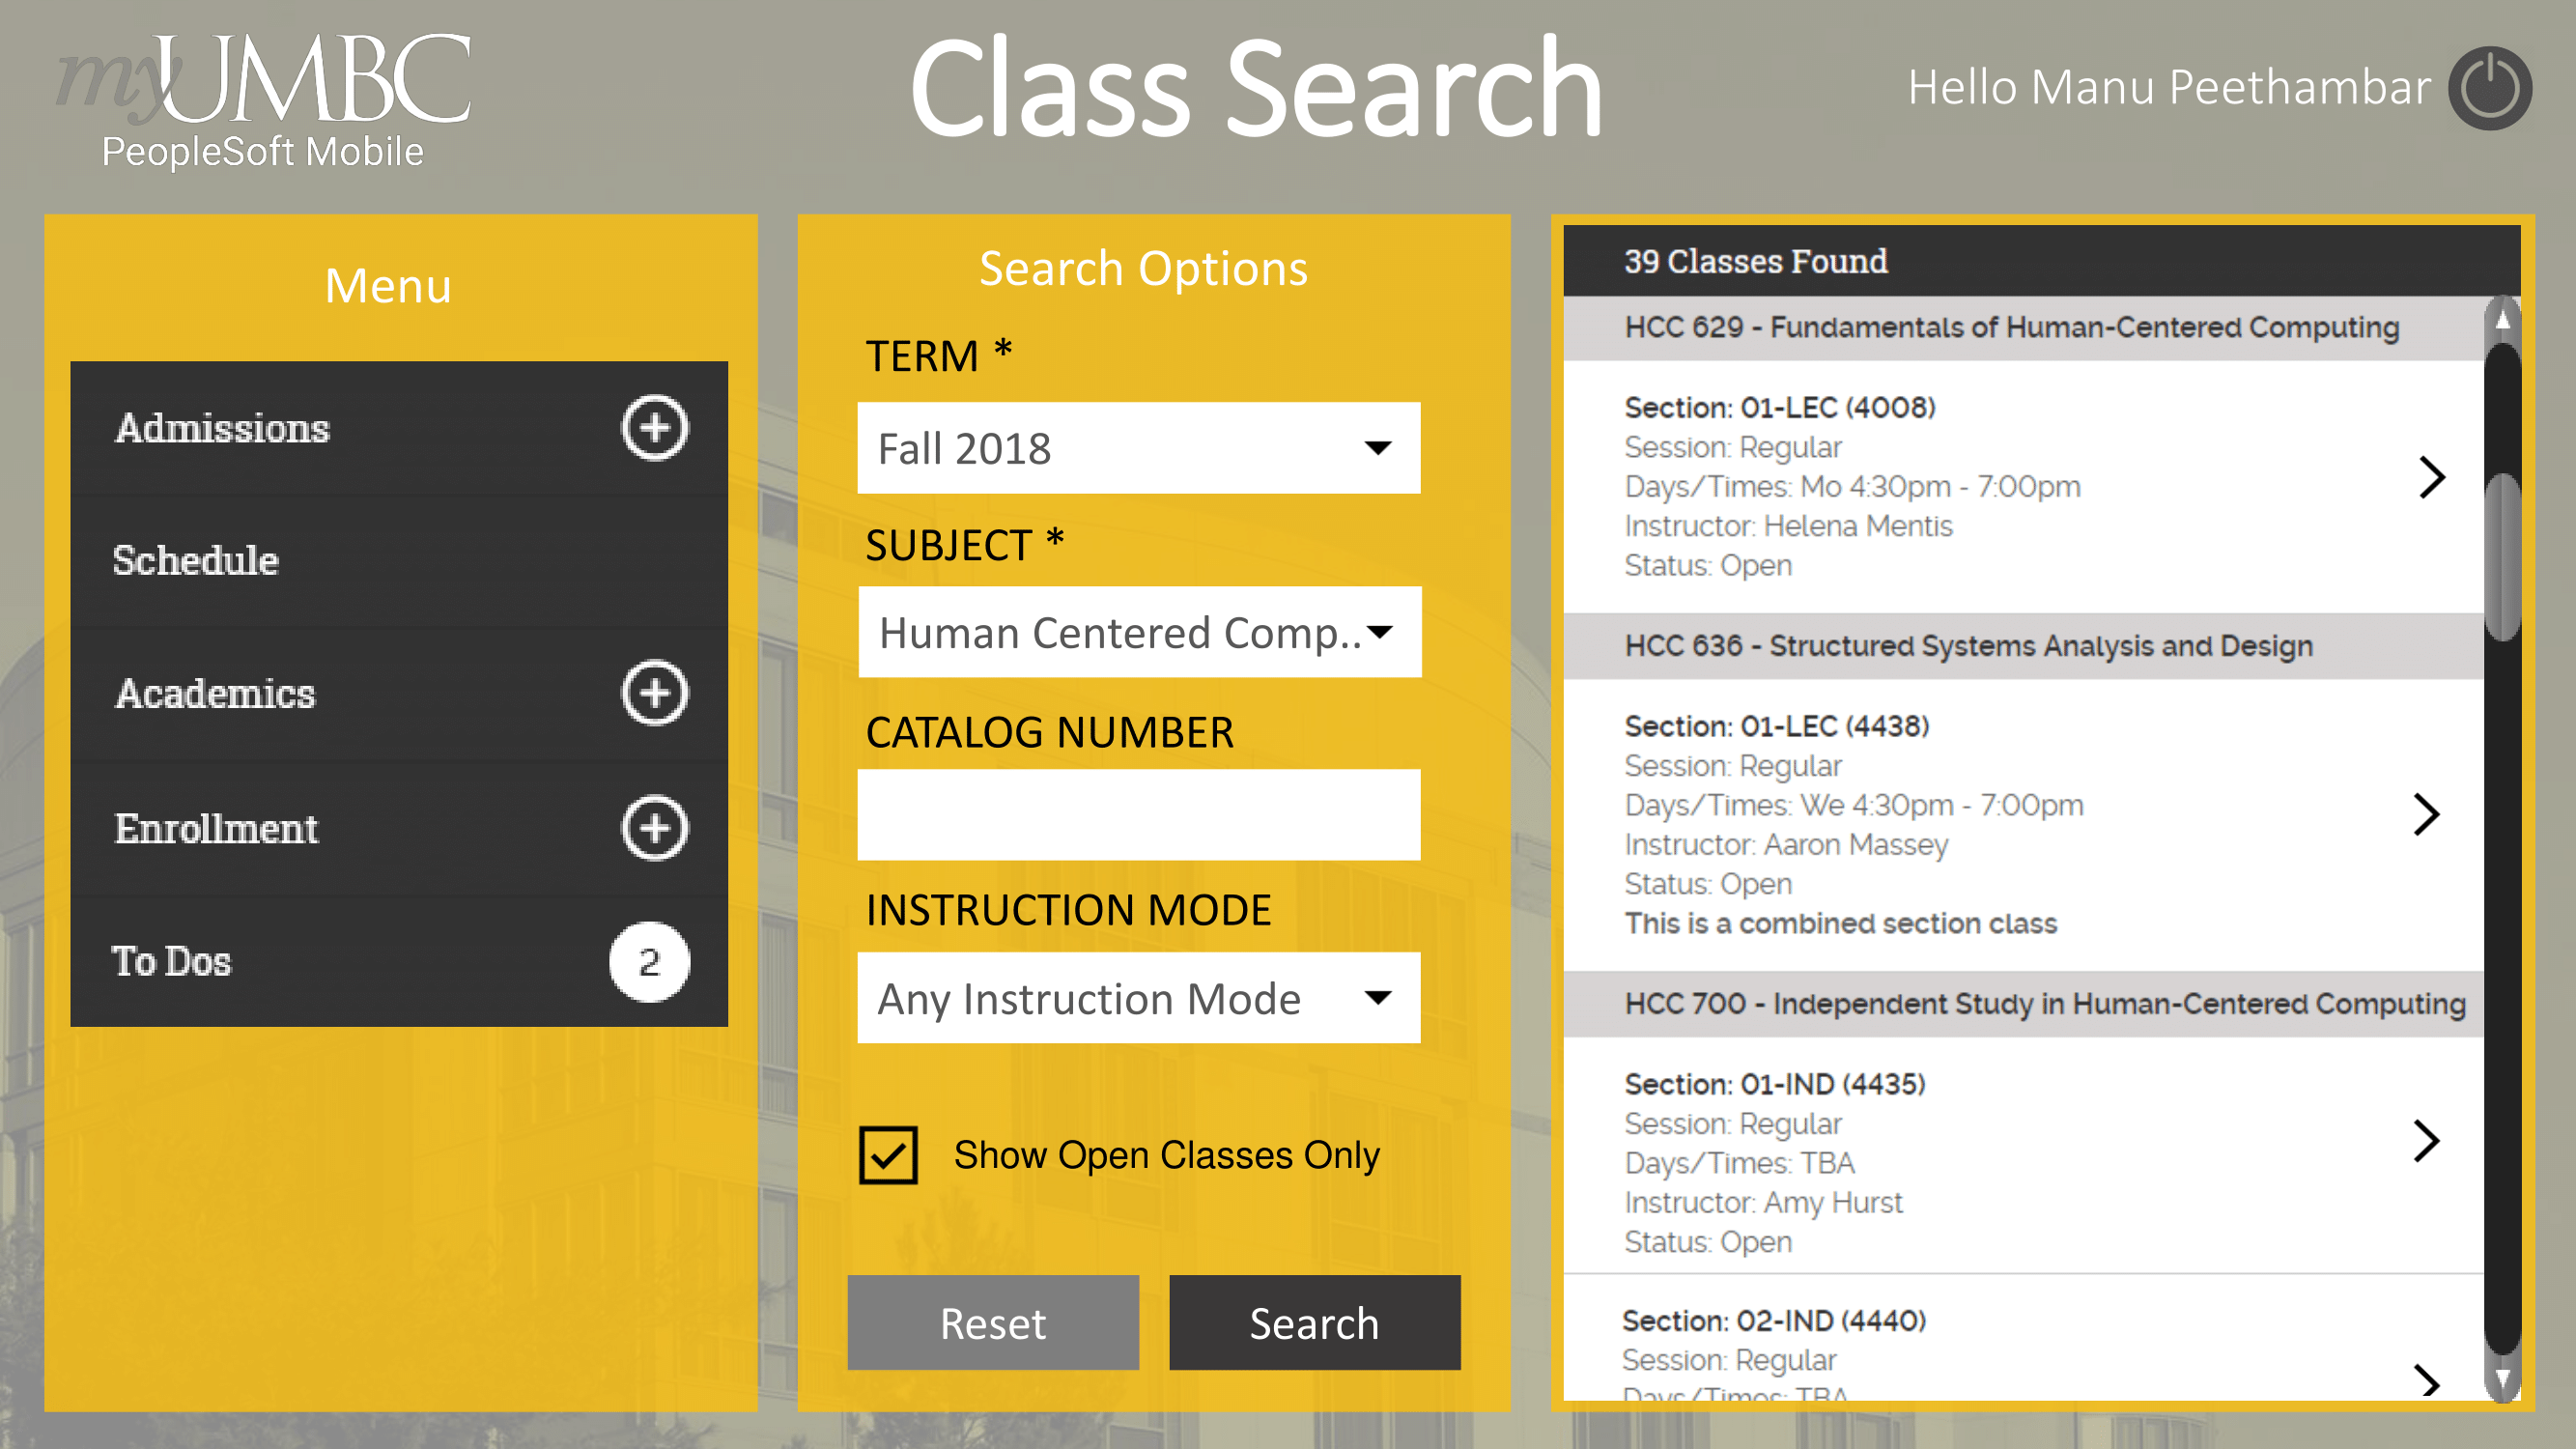 myUMBC
PeopleSoft Mobile
Class Search
Hello Manu Peethambar
Menu
Admissions
Schedule
Academics
Enrollment
To Dos
2
Search Options
TERM *
Fall 2018
SUBJECT *
Human Centered Comp..
CATALOG NUMBER
INSTRUCTION MODE
Any Instruction Mode
Show Open Classes Only
Reset
Search
39 Classes Found
HCC 629 - Fundamentals of Human-Centered Computing
Section: 01-LEC (4008)
Session: Regular
Days/Times: Mo 4:30pm - 7:00pm
Instructor: Helena Mentis
Status: Open
HCC 636 - Structured Systems Analysis and Design
Section: 01-LEC (4438)
Session: Regular
Days/Times: We 4:30pm - 7:00pm
Instructor: Aaron Massey
Status: Open
This is a combined section class
HCC 700 - Independent Study in Human-Centered Computing
Section: 01-IND (4435)
Session: Regular
Days/Times: TBA
Instructor: Amy Hurst
Status: Open
Section: 02-IND (4440)
Session: Regular
Days/Times: TBA